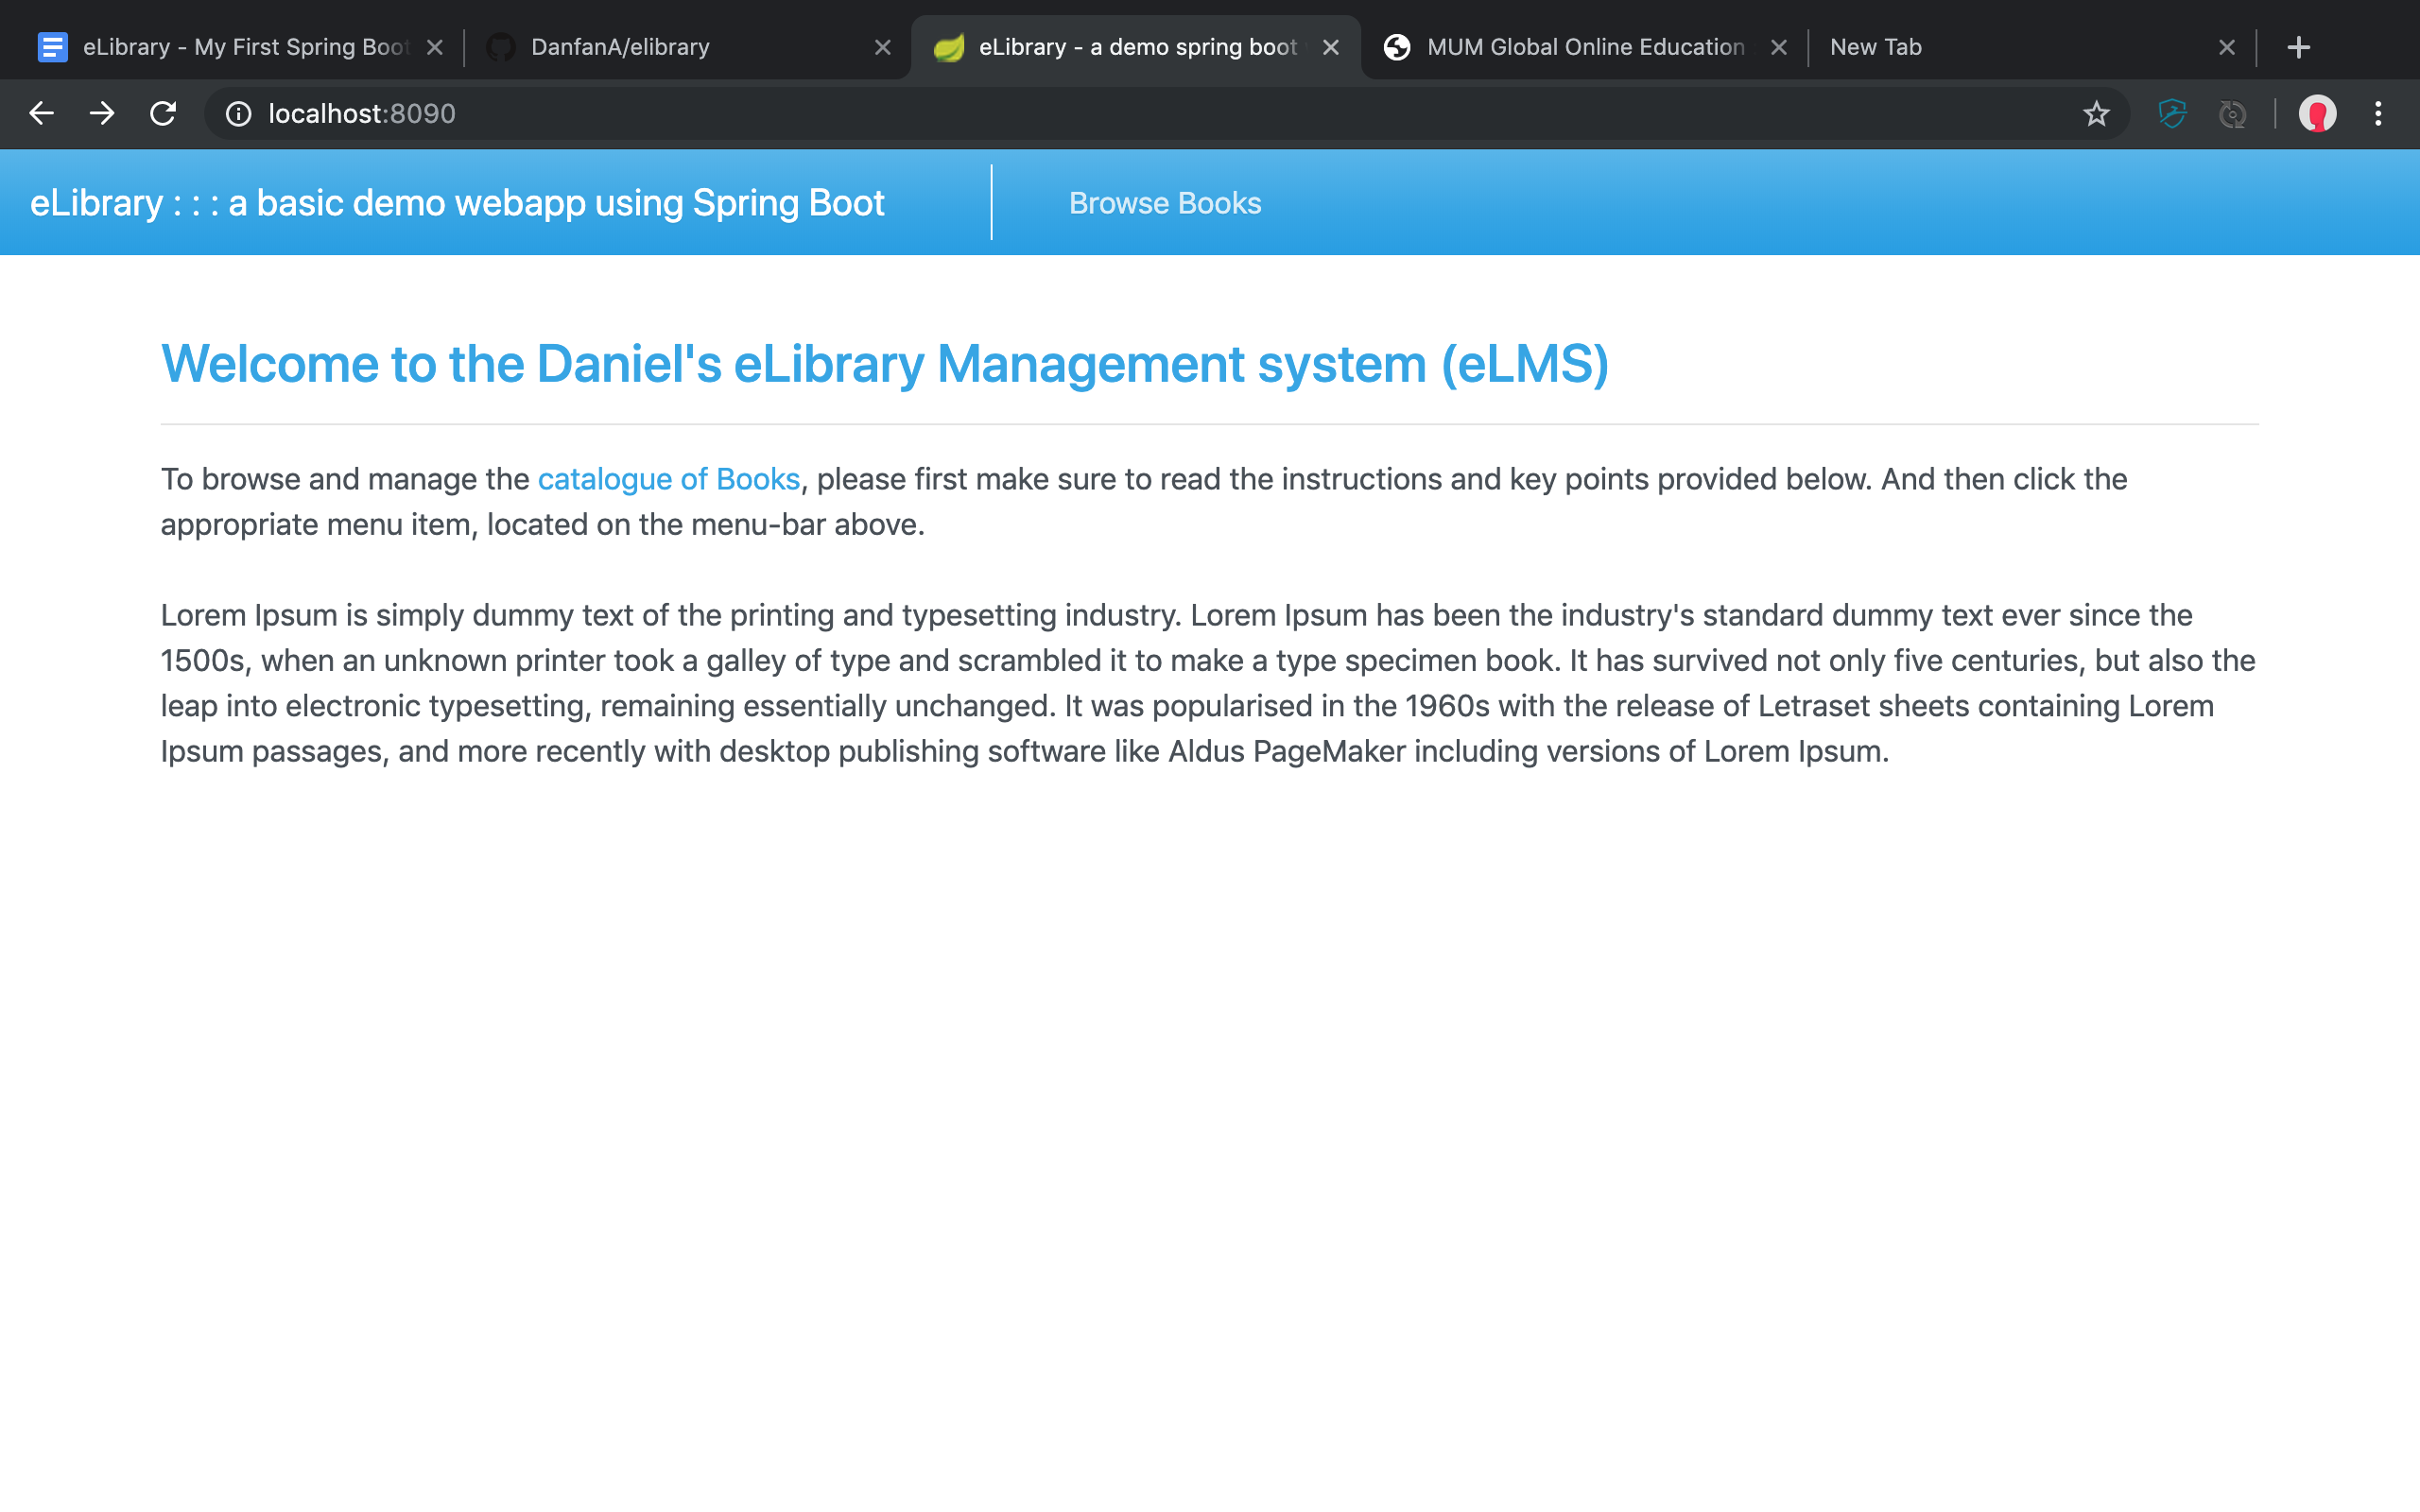 eLibrary - My First Spring Boot
DanfanA/elibrary
eLibrary - a demo spring boot
MUM Global Online Education
New Tab
localhost:8090
eLibrary : : : a basic demo webapp using Spring Boot
Browse Books
Welcome to the Daniel's eLibrary Management system (eLMS)
To browse and manage the catalogue of Books, please first make sure to read the instructions and key points provided below. And then click the
appropriate menu item, located on the menu-bar above.
Lorem Ipsum is simply dummy text of the printing and typesetting industry. Lorem Ipsum has been the industry's standard dummy text ever since the
1500s, when an unknown printer took a galley of type and scrambled it to make a type specimen book. It has survived not only five centuries, but also the
leap into electronic typesetting, remaining essentially unchanged. It was popularised in the 1960s with the release of Letraset sheets containing Lorem
Ipsum passages, and more recently with desktop publishing software like Aldus PageMaker including versions of Lorem Ipsum.